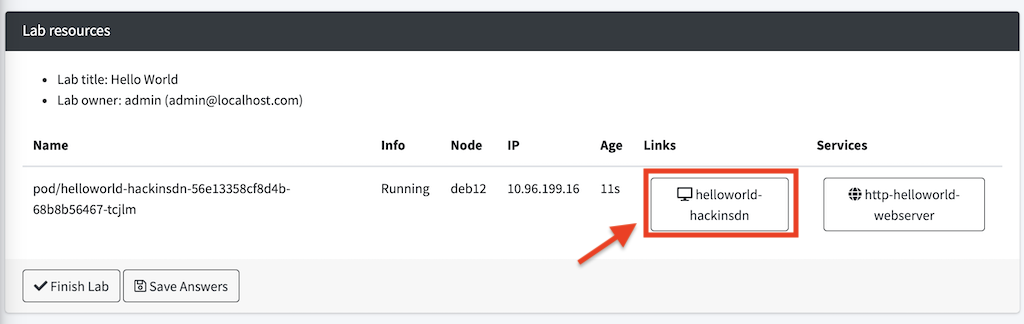 Lab resources
Lab title: Hello World
Lab owner: admin (admin@localhost.com)
Name Info Node IP Age Links Services
pod/helloworld-hackinsdn-56e13358cf8d4b-
68b8b56467-tcjlm
Running deb12 10.96.199.16 11s
helloworld-
hackinsdn
http-helloworld-
webserver
Finish Lab Save Answers